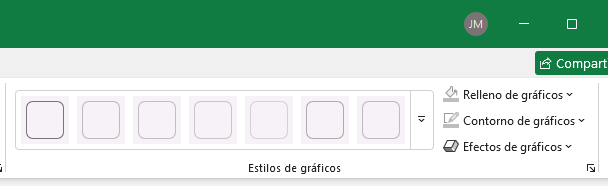 JM
Compart
Relleno de gráficos
Contorno de gráficos
Efectos de gráficos
Estilos de gráficos